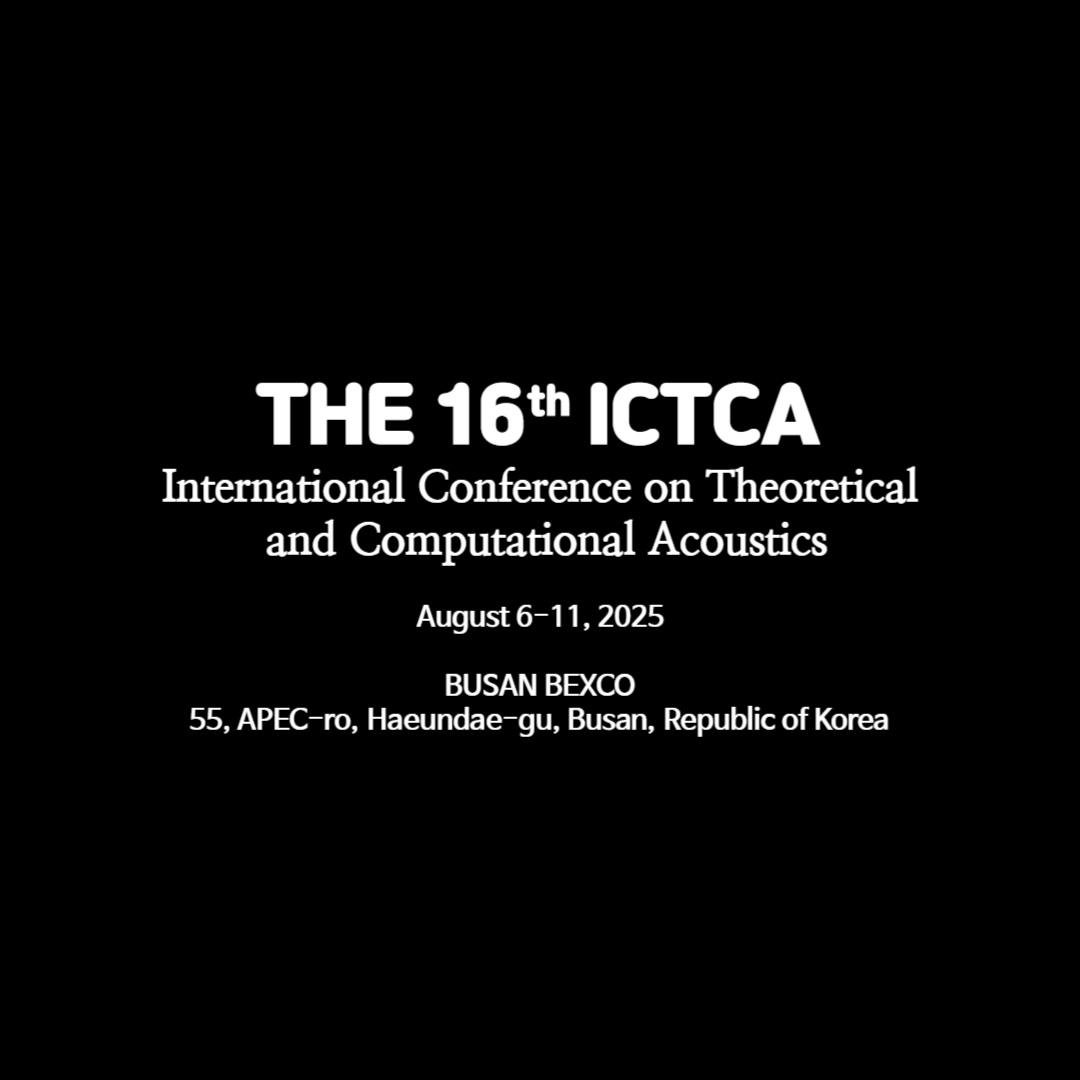 THE 16th ICTCA
International Conference on Theoretical
and Computational Acoustics
August 6-11, 2025
BUSAN BEXCO
55, APEC-ro, Haeundae-gu, Busan, Republic of Korea